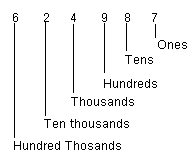 6 2 4 9 8 7
Ones
Tens
Hundreds
Thousands
Ten thousands
Hundred Thosands